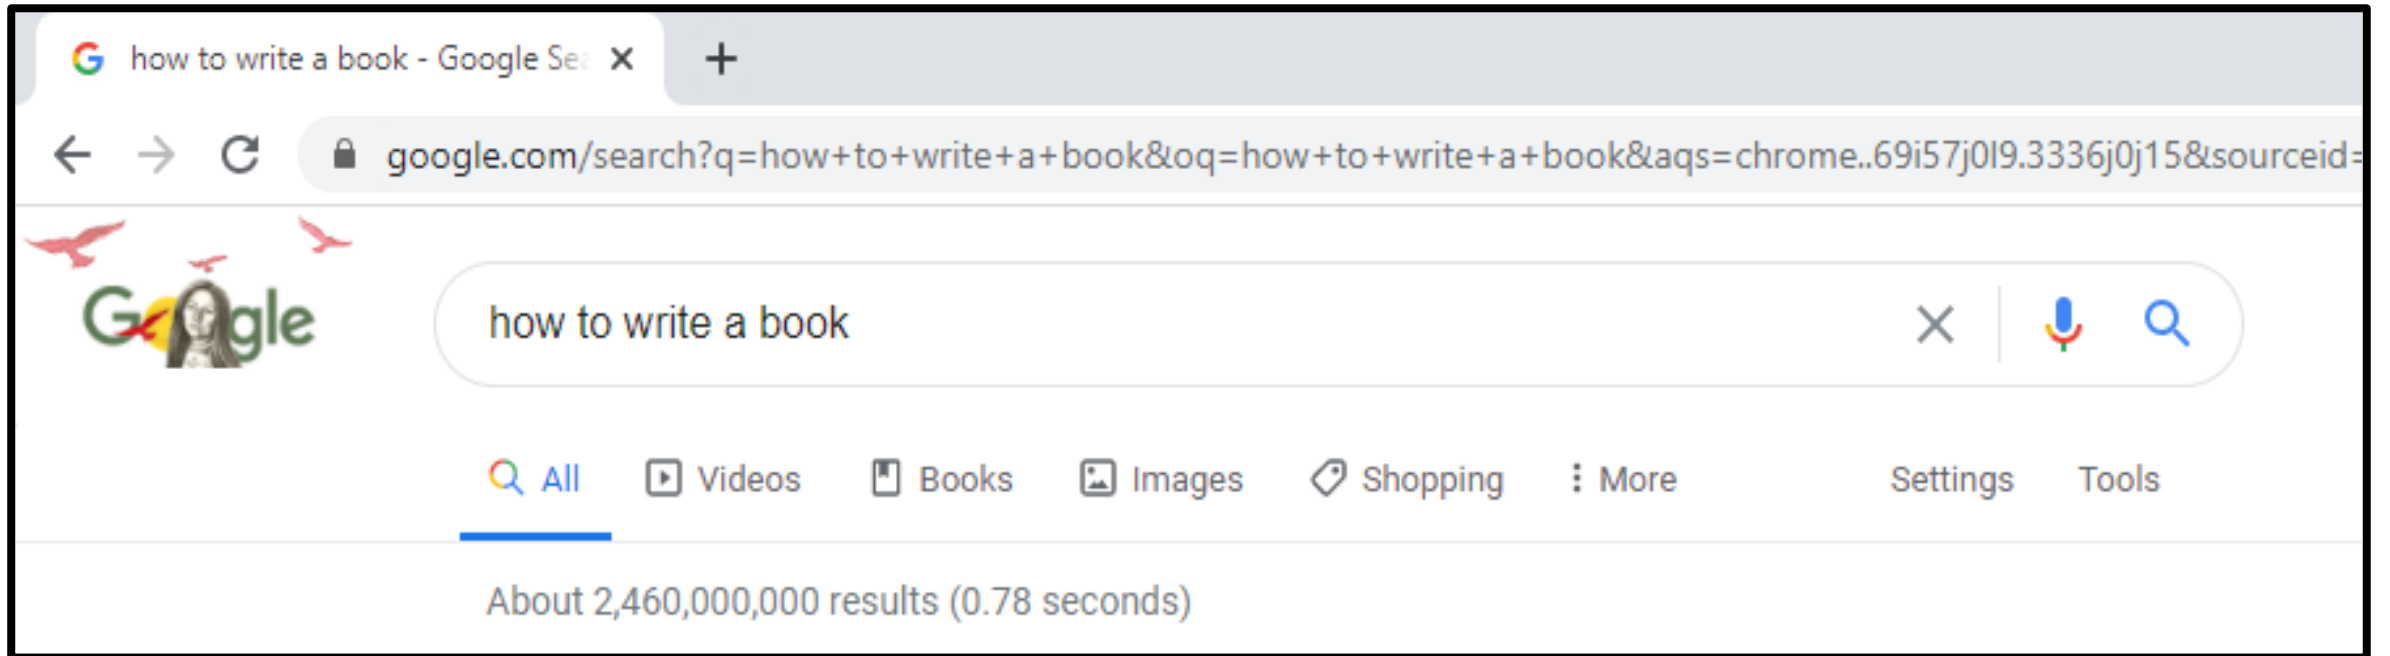 how to write a book - Google Sea
google.com/search?q=how+to+write+a+book&oq=how+to+write+a+book&aqs=chrome..69i57j0l9.3336j0j15&sourceid=
Google
how to write a book
All Videos Books Images Shopping More Settings Tools
About 2,460,000,000 results (0.78 seconds)